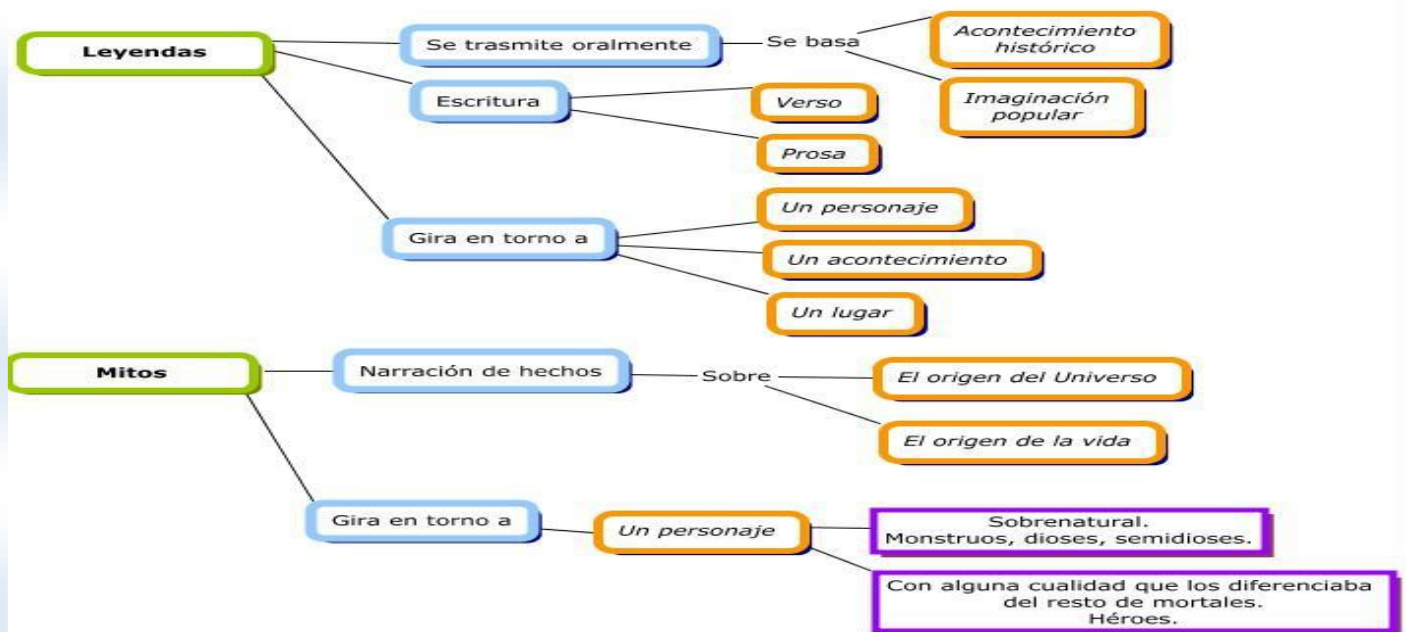 Leyendas
Se trasmite oralmente
Se basa
Acontecimiento
histórico
Imaginación
popular
Escritura
Verso
Prosa
Gira en torno a
Un personaje
Un acontecimiento
Un lugar
Mitos
Narración de hechos
Sobre
El origen del Universo
El origen de la vida
Gira en torno a
Un personaje
Sobrenatural.
Monstruos, dioses, semidioses.
Con alguna cualidad que los diferenciaba
del resto de mortales.
Héroes.